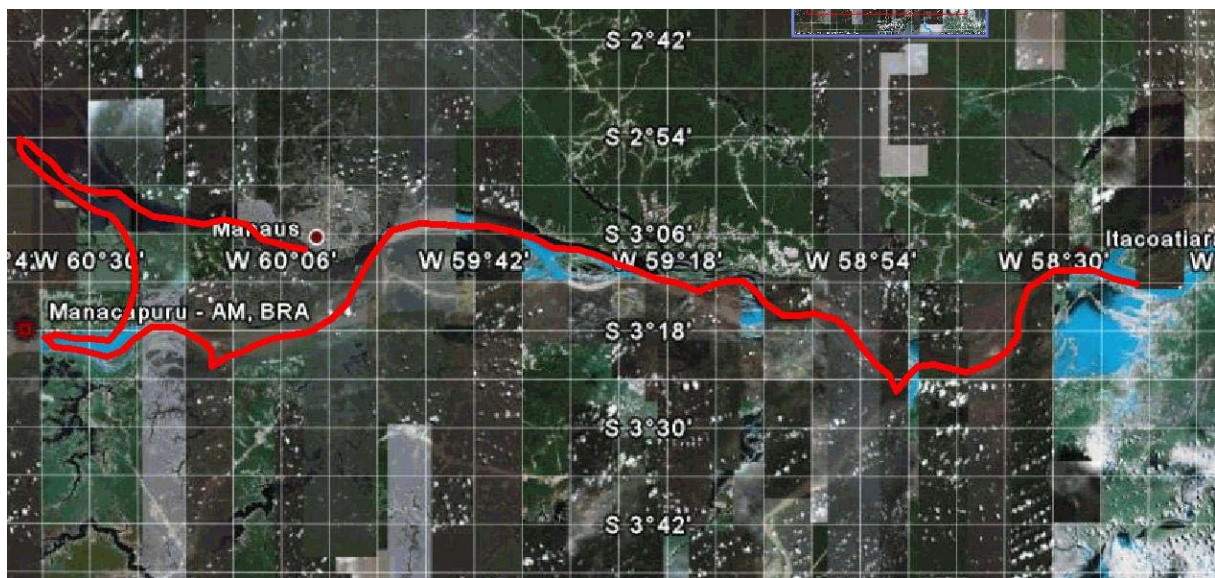 S 2°42'
S 2°54'
Manaus
S 3°06'
Itacoatiara
W 60°30'
W 60°06'
W 59°42'
W 59°18'
W 58°54'
W 58°30'
W
Manacapuru - AM, BRA
S 3°18'
S 3°30'
S 3°42'